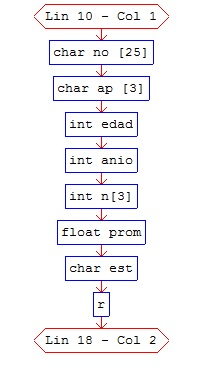 Lin 10 - Col 1
char no [25]
char ap [3]
int edad
int anio
int n[3]
float prom
char est
r
Lin 18 - Col 2